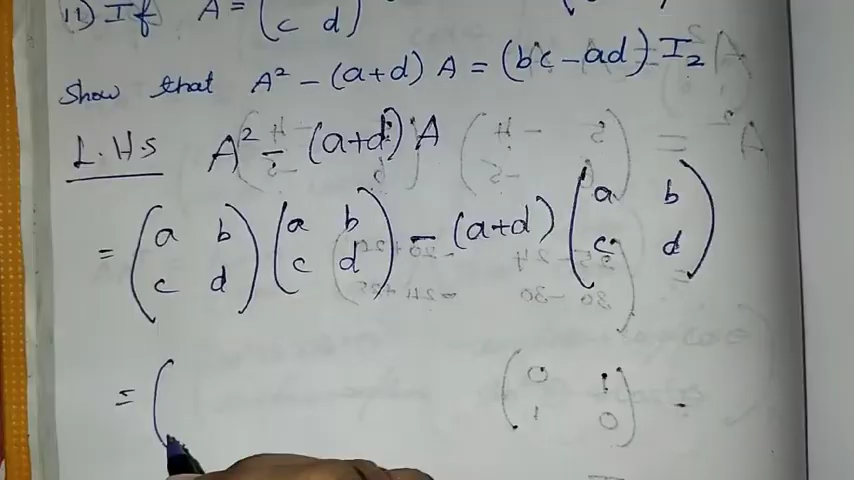 11) If A = ( c d )
Show that A² - (a+d) A = (bc - ad) I₂
L.H.S A² - (a+d) A
= ( a b c d ) ( a b c d ) - (a+d) ( a b c d )
= (